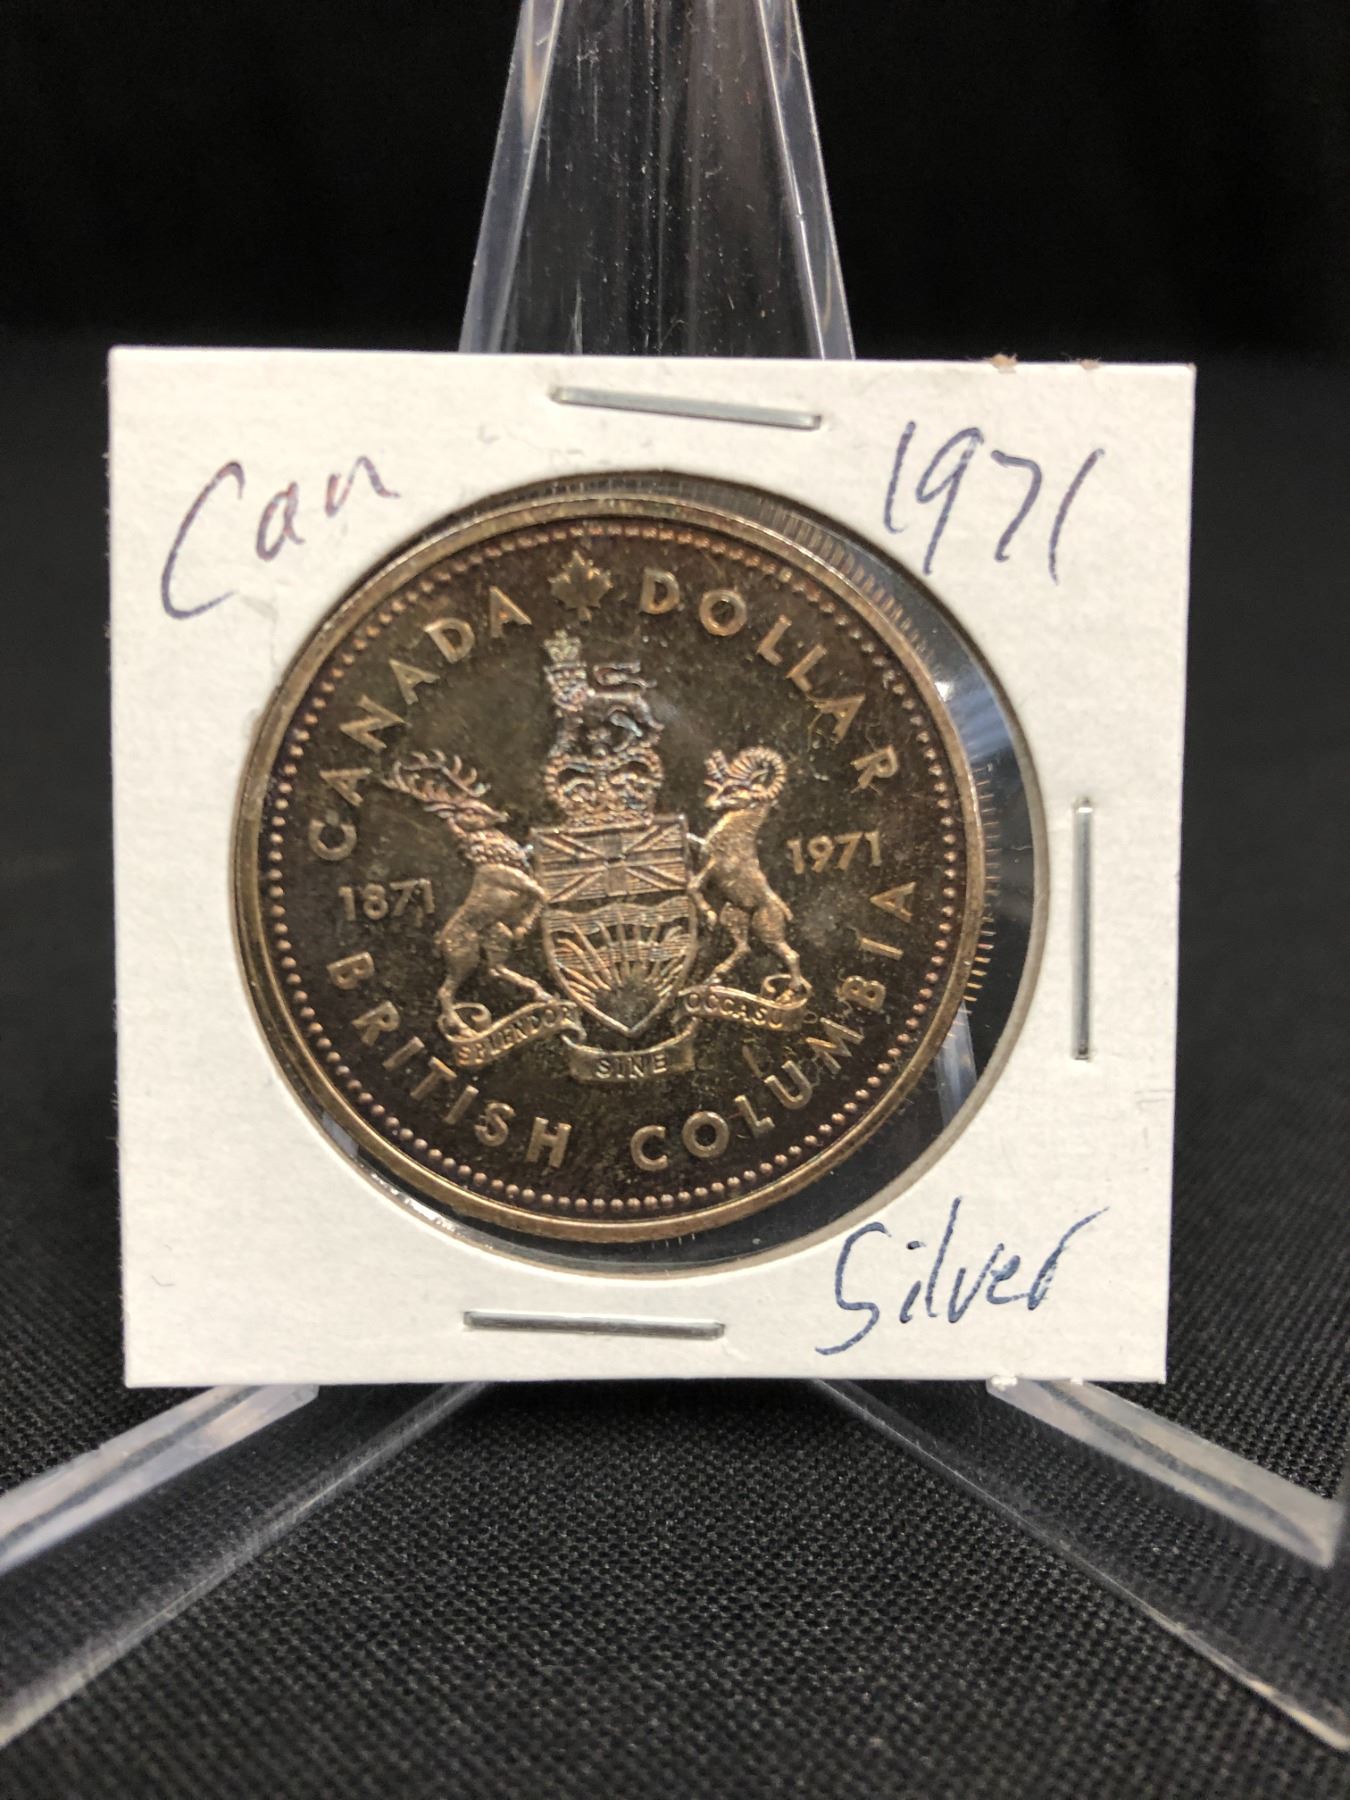 Can 1971
CANADA DOLLAR
1871 1971
SPLENDOR SINE OCCASU
BRITISH COLUMBIA
Silver